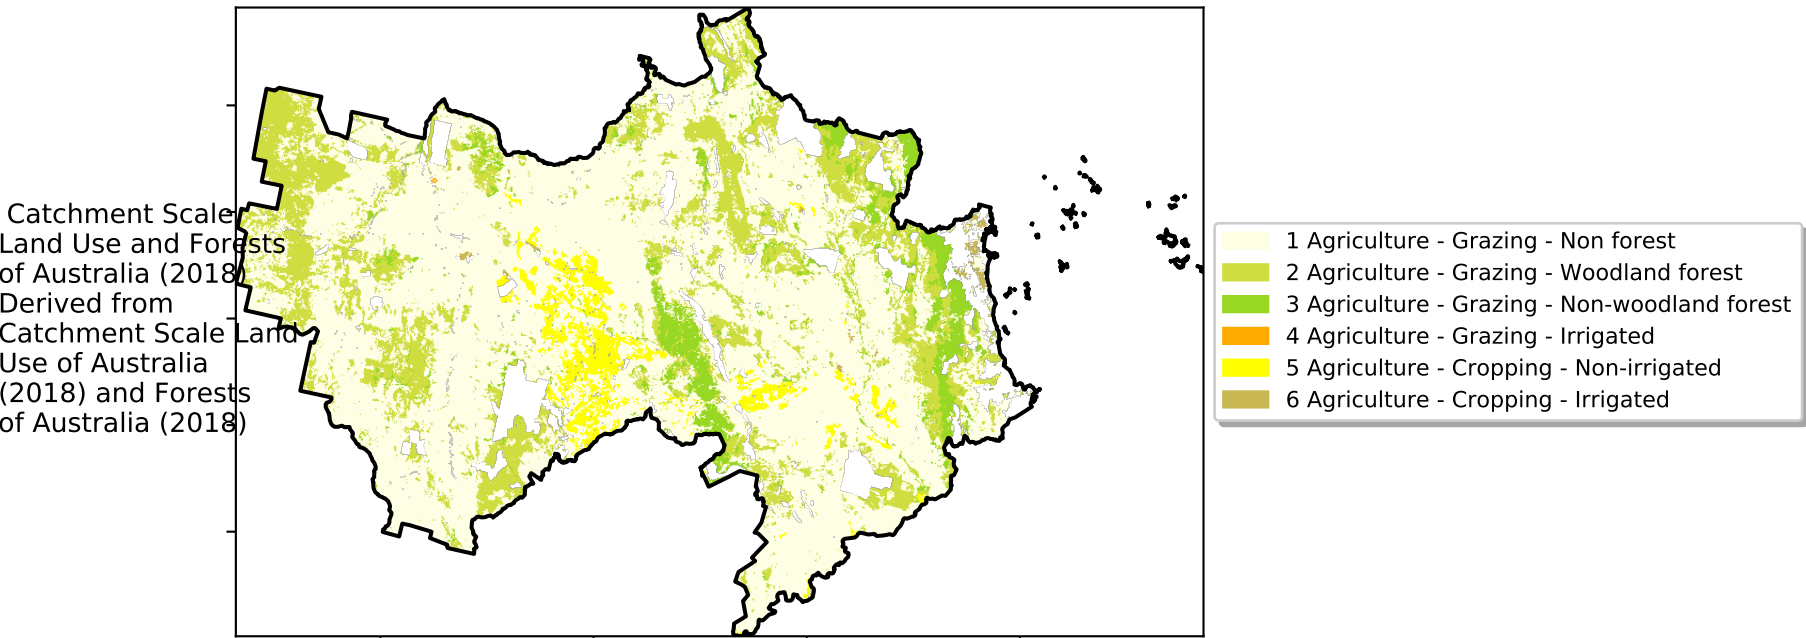 Catchment Scale
Land Use and Forests
of Australia (2018)
Derived from
Catchment Scale Land
Use of Australia
(2018) and Forests
of Australia (2018)
1 Agriculture - Grazing - Non forest
2 Agriculture - Grazing - Woodland forest
3 Agriculture - Grazing - Non-woodland forest
4 Agriculture - Grazing - Irrigated
5 Agriculture - Cropping - Non-irrigated
6 Agriculture - Cropping - Irrigated